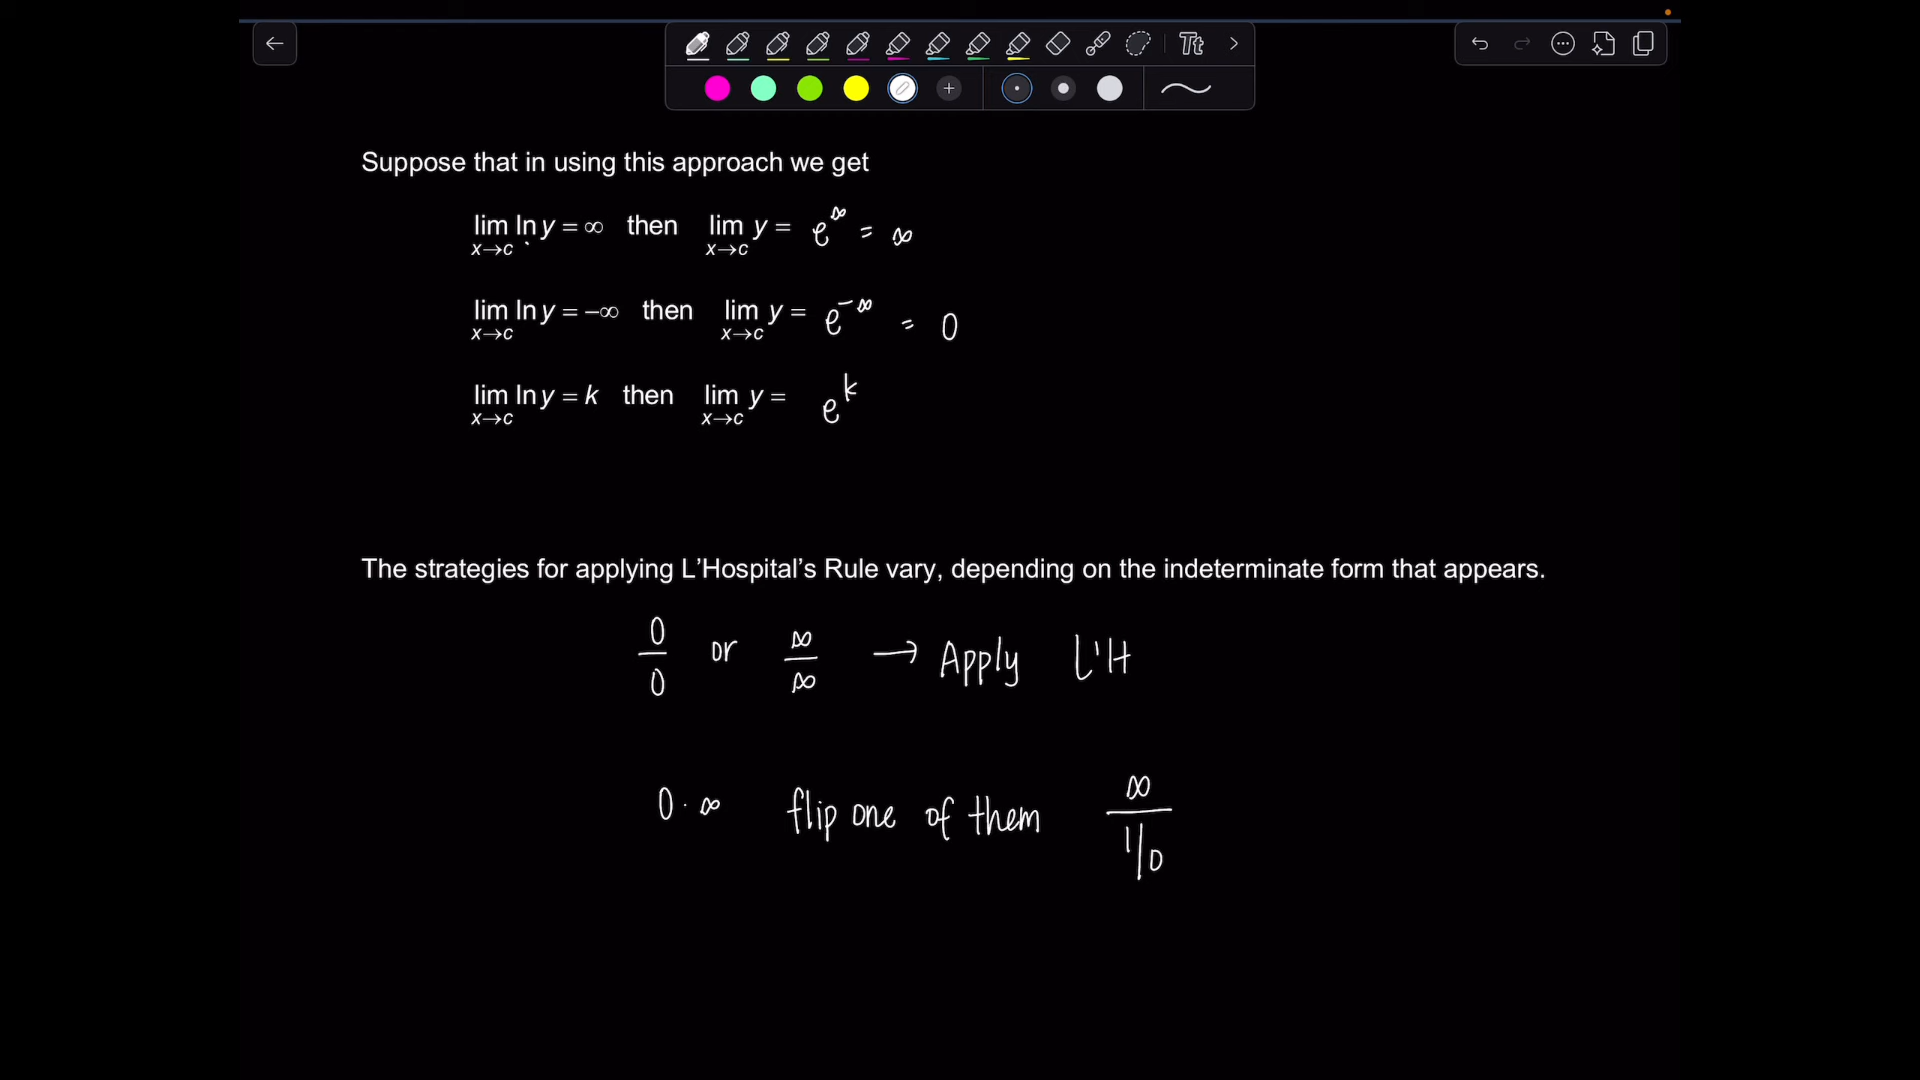 Tt
Suppose that in using this approach we get
lim ln y = ∞ then lim y = e^∞ = ∞
x→c x→c
lim ln y = −∞ then lim y = e^−∞ = 0
x→c x→c
lim ln y = k then lim y = e^k
x→c x→c
The strategies for applying L’Hospital’s Rule vary, depending on the indeterminate form that appears.
0/0 or ∞/∞ → Apply L'H
0 · ∞ flip one of them ∞/(1/0)